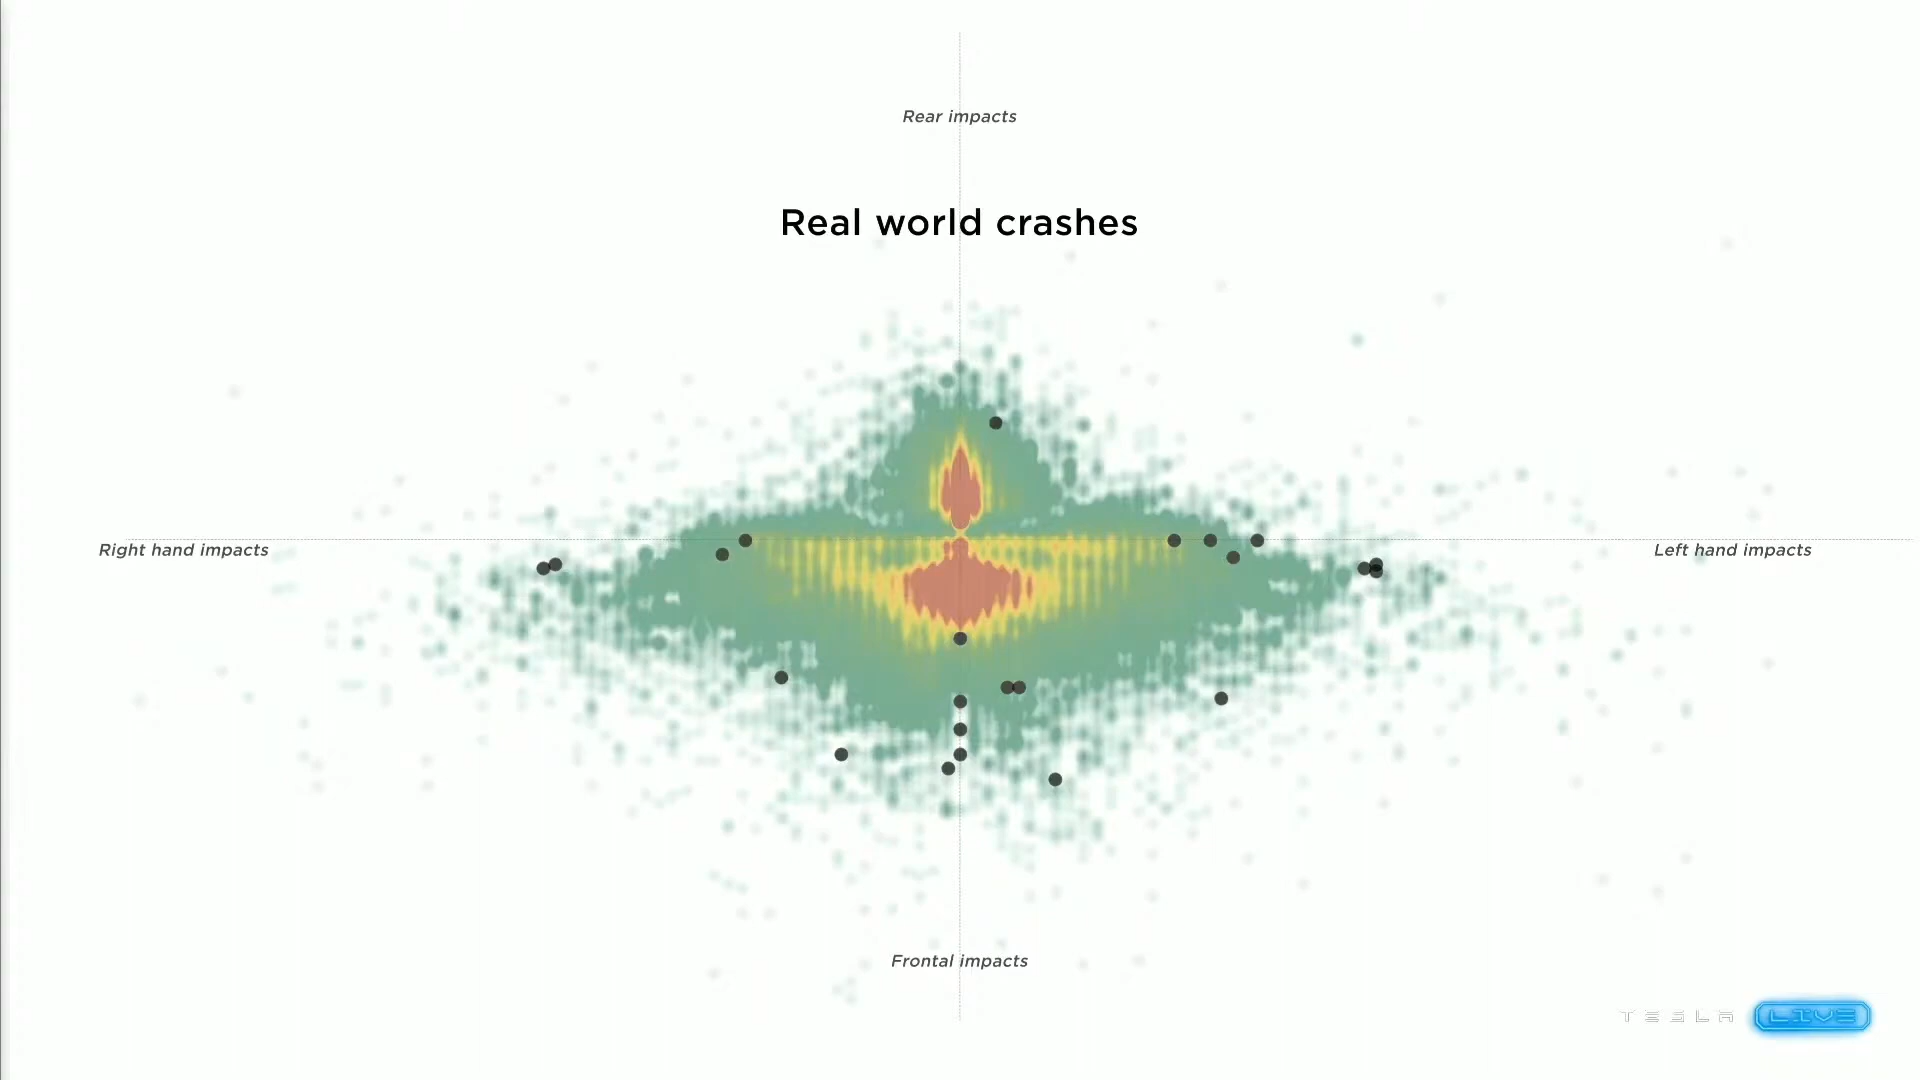 Rear impacts
Real world crashes
Right hand impacts
Left hand impacts
Frontal impacts
TESLA LIVE